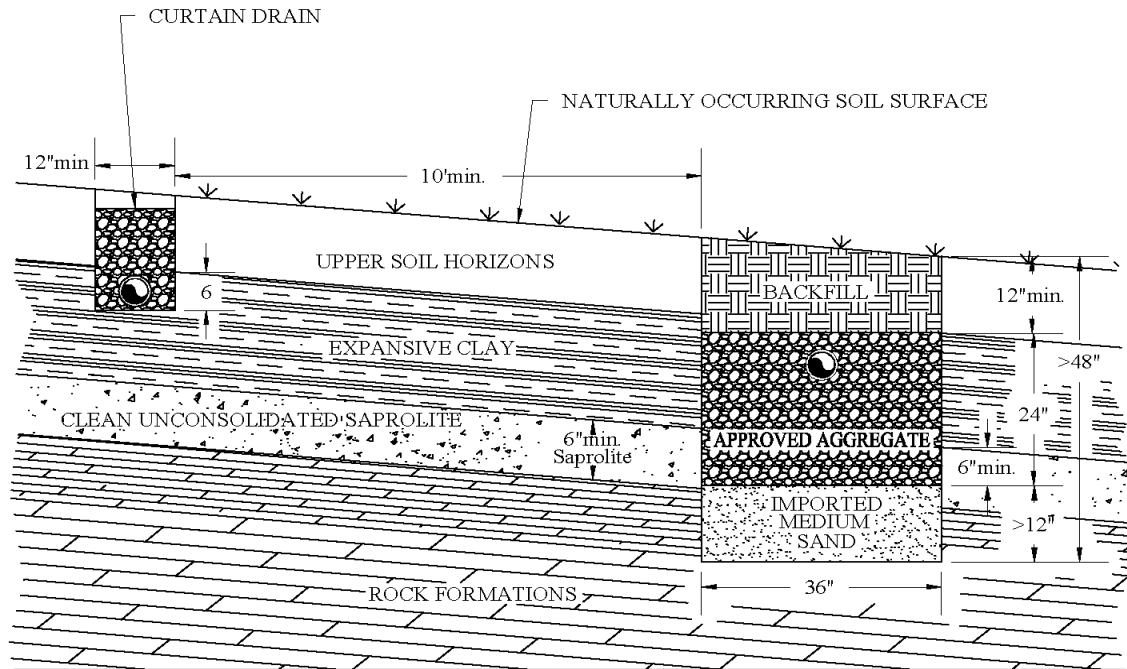 CURTAIN DRAIN
NATURALLY OCCURRING SOIL SURFACE
12"min
10'min.
UPPER SOIL HORIZONS
6
BACKFILL
12"min.
EXPANSIVE CLAY
>48"
CLEAN UNCONSOLIDATED SAPROLITE
6"min.
Saprolite
APPROVED AGGREGATE
24"
6"min.
IMPORTED
MEDIUM
SAND
>12"
ROCK FORMATIONS
36"